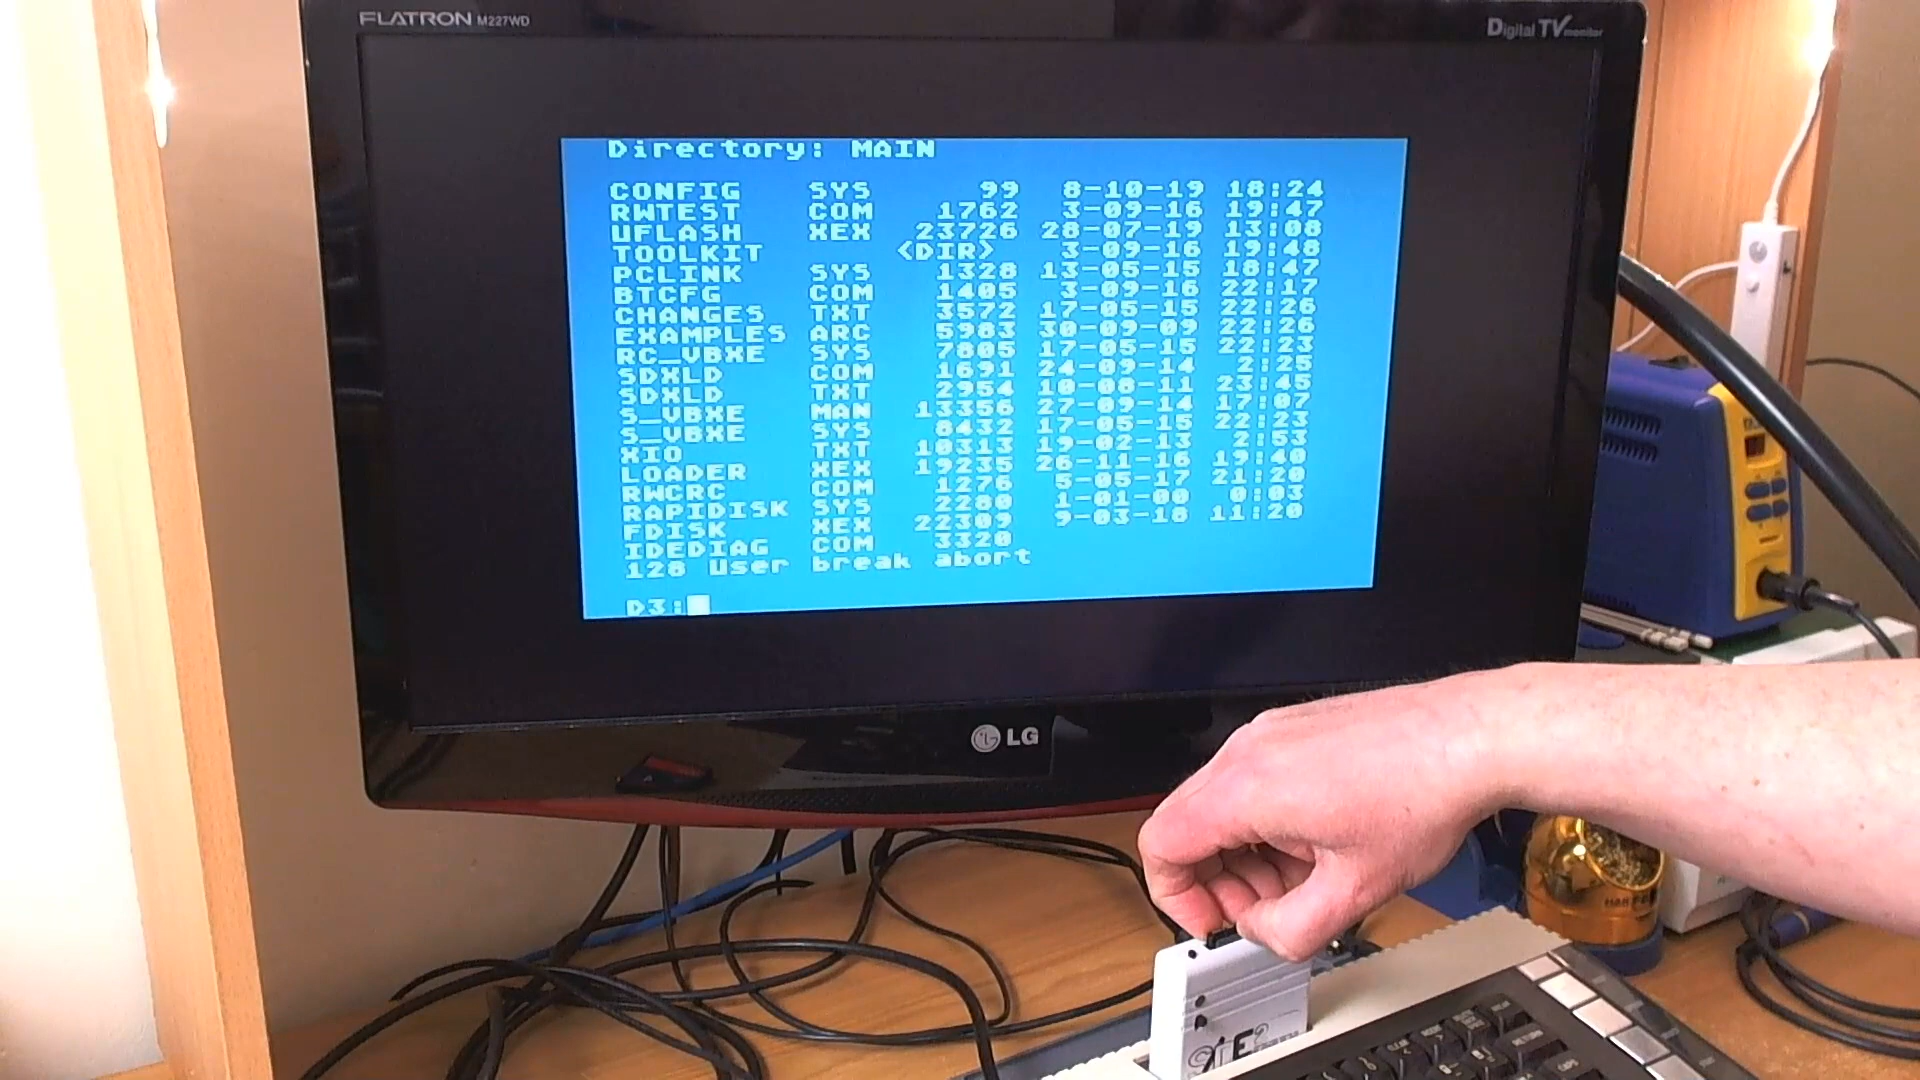 FLATRON M227WD
Digital TV monitor
Directory: MAIN
CONFIG SYS 99 8-10-19 18:24
RWTEST COM 1762 3-09-16 19:47
UFLASH XEX 23726 28-07-19 13:08
TOOLKIT <DIR> 3-09-16 19:48
PCLINK SYS 1328 13-05-15 18:47
BTCFG COM 1405 3-09-16 22:17
CHANGES TXT 3572 17-05-15 22:26
EXAMPLES ARC 5983 30-09-09 22:26
RC_VBXE SYS 7805 17-05-15 22:23
SDXLD COM 1691 24-09-14 2:25
SDXLD TXT 2954 10-08-11 23:45
S_VBXE MAN 13356 27-09-14 17:07
S_VBXE SYS 8432 17-05-15 22:23
XIO TXT 10313 19-02-13 2:53
LOADER XEX 19235 26-11-16 19:40
RWCRC COM 1276 5-05-17 21:20
RAPIDISK SYS 2280 1-01-00 0:03
FDISK XEX 22309 9-03-18 11:20
IDEDIAG COM 3320
128 User break abort
D3:
LG
RETURN